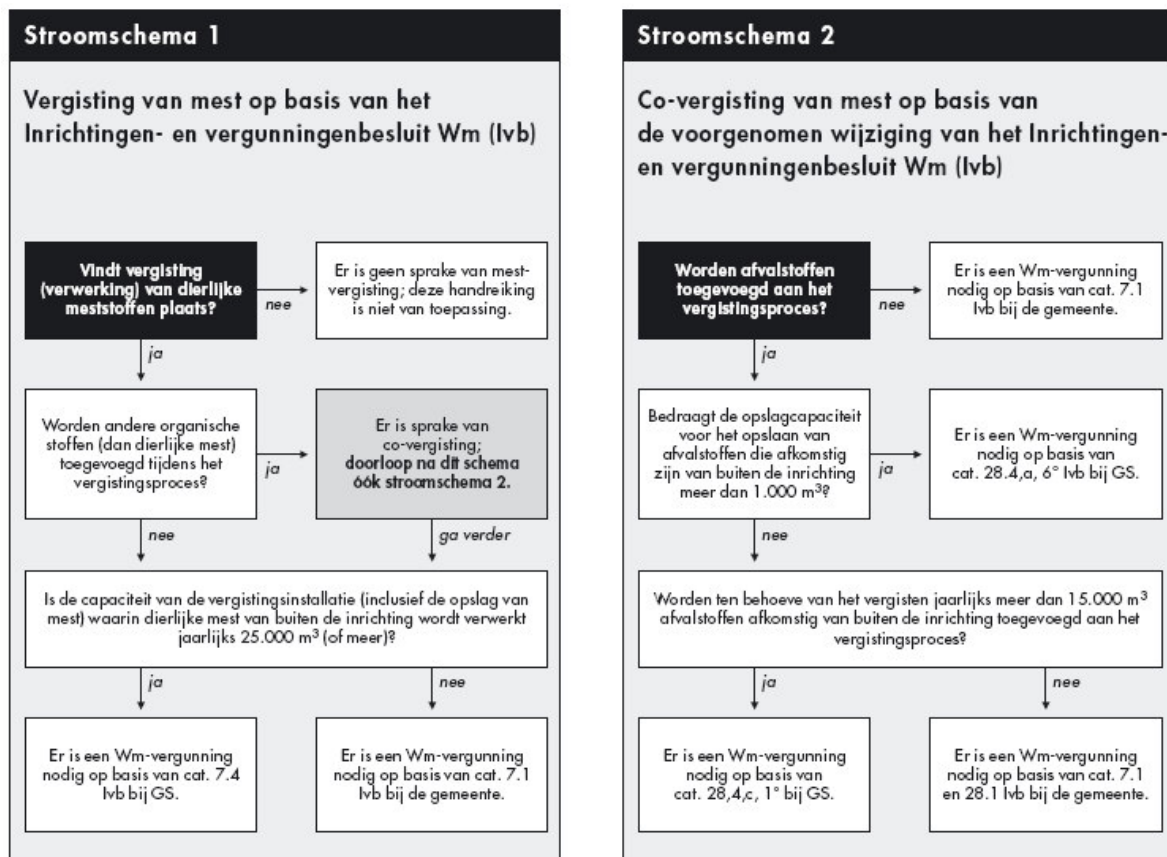 Stroomschema 1
Vergisting van mest op basis van het
Inrichtingen- en vergunningenbesluit Wm (Ivb)
Vindt vergisting
(verwerking) van dierlijke
meststoffen plaats?
nee
Er is geen sprake van mest-
vergisting; deze handreiking
is niet van toepassing.
ja
Worden andere organische
stoffen (dan dierlijke mest)
toegevoegd tijdens het
vergistingsproces?
ja
Er is sprake van
co-vergisting;
doorloop na dit schema
óók stroomschema 2.
nee
ga verder
Is de capaciteit van de vergistingsinstallatie (inclusief de opslag van
mest) waarin dierlijke mest van buiten de inrichting wordt verwerkt
jaarlijks 25.000 m³ (of meer)?
ja
nee
Er is een Wm-vergunning
nodig op basis van cat. 7.4
Ivb bij GS.
Er is een Wm-vergunning
nodig op basis van cat. 7.1
Ivb bij de gemeente.
Stroomschema 2
Co-vergisting van mest op basis van
de voorgenomen wijziging van het Inrichtingen-
en vergunningenbesluit Wm (Ivb)
Worden afvalstoffen
toegevoegd aan het
vergistingsproces?
nee
Er is een Wm-vergunning
nodig op basis van cat. 7.1
Ivb bij de gemeente.
ja
Bedraagt de opslagcapaciteit
voor het opslaan van
afvalstoffen die afkomstig
zijn van buiten de inrichting
meer dan 1.000 m³?
ja
Er is een Wm-vergunning
nodig op basis van
cat. 28.4,a, 6° Ivb bij GS.
nee
Worden ten behoeve van het vergisten jaarlijks meer dan 15.000 m³
afvalstoffen afkomstig van buiten de inrichting toegevoegd aan het
vergistingsproces?
ja
nee
Er is een Wm-vergunning
nodig op basis van
cat. 28,4,c, 1° bij GS.
Er is een Wm-vergunning
nodig op basis van cat. 7.1
en 28.1 Ivb bij de gemeente.